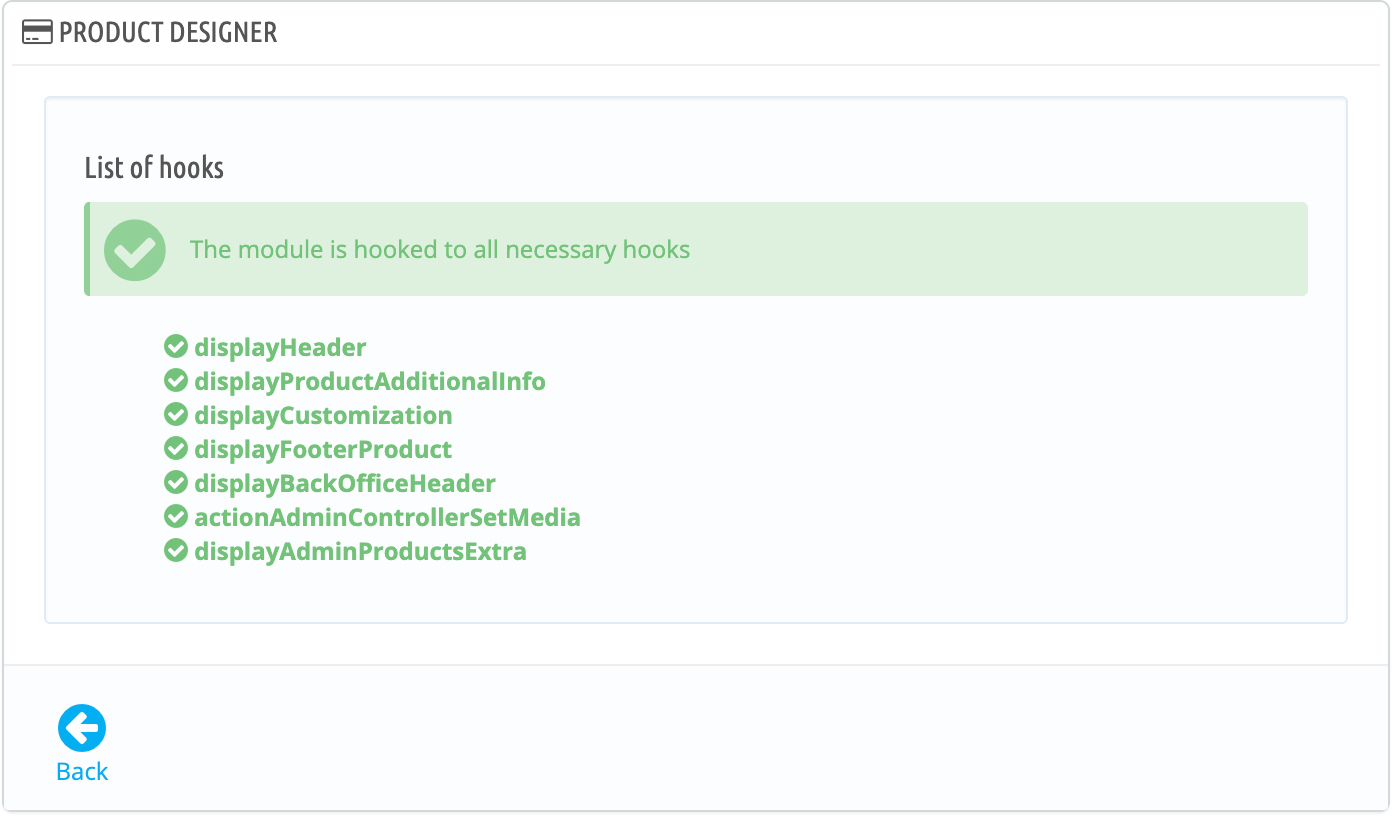 PRODUCT DESIGNER
List of hooks
The module is hooked to all necessary hooks
displayHeader
displayProductAdditionalInfo
displayCustomization
displayFooterProduct
displayBackOfficeHeader
actionAdminControllerSetMedia
displayAdminProductsExtra
Back